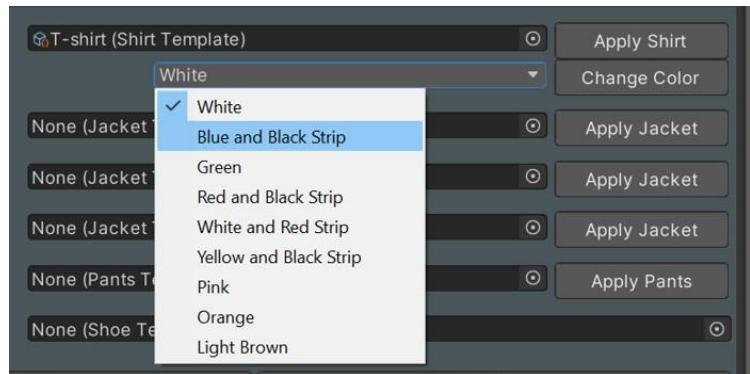 T-shirt (Shirt Template)
Apply Shirt
White
Change Color
White
Blue and Black Strip
Green
Red and Black Strip
White and Red Strip
Yellow and Black Strip
Pink
Orange
Light Brown
None (Jacket
Apply Jacket
None (Jacket
Apply Jacket
None (Jacket
Apply Jacket
None (Pants
Apply Pants
None (Shoe